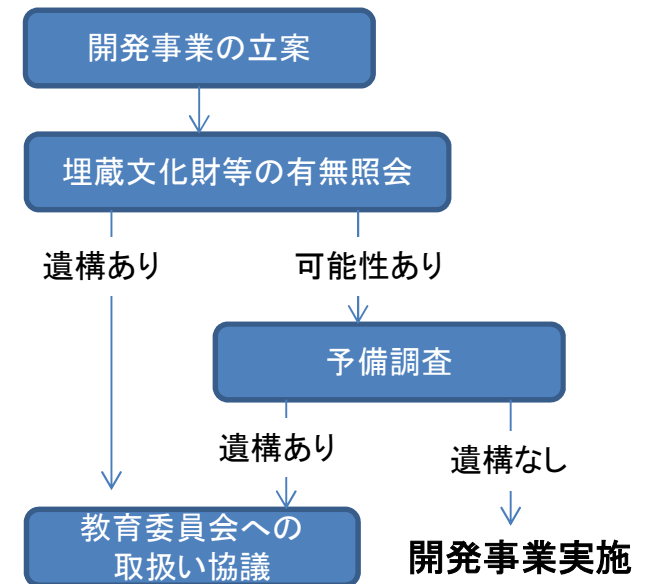 開発事業の立案
埋蔵文化財等の有無照会
遺構あり
可能性あり
予備調査
遺構あり
遺構なし
教育委員会への
取扱い協議
開発事業実施